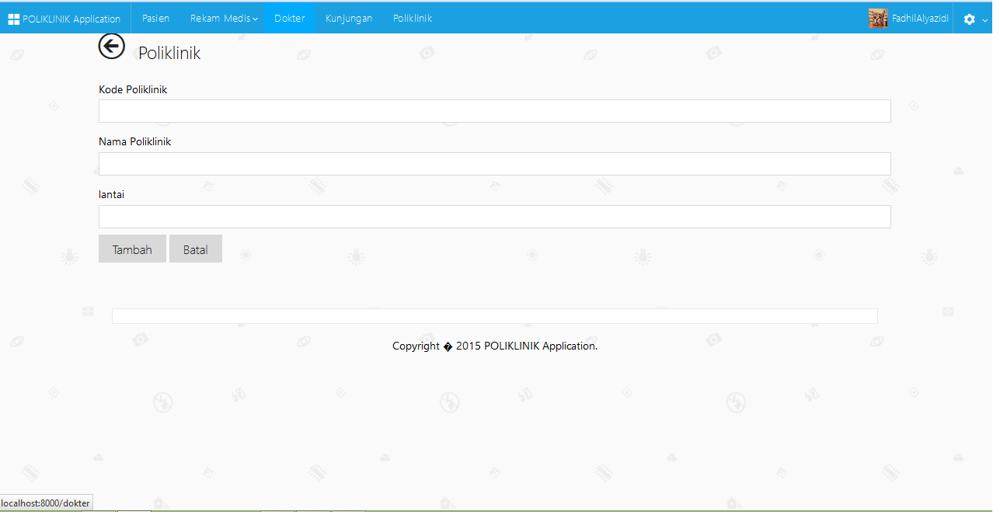 POLIKLINIK Application Pasien Rekam Medis Dokter Kunjungan Poliklinik FadhilAlyazidi
Poliklinik
Kode Poliklinik
Nama Poliklinik
lantai
Tambah Batal
Copyright � 2015 POLIKLINIK Application.
localhost:8000/dokter